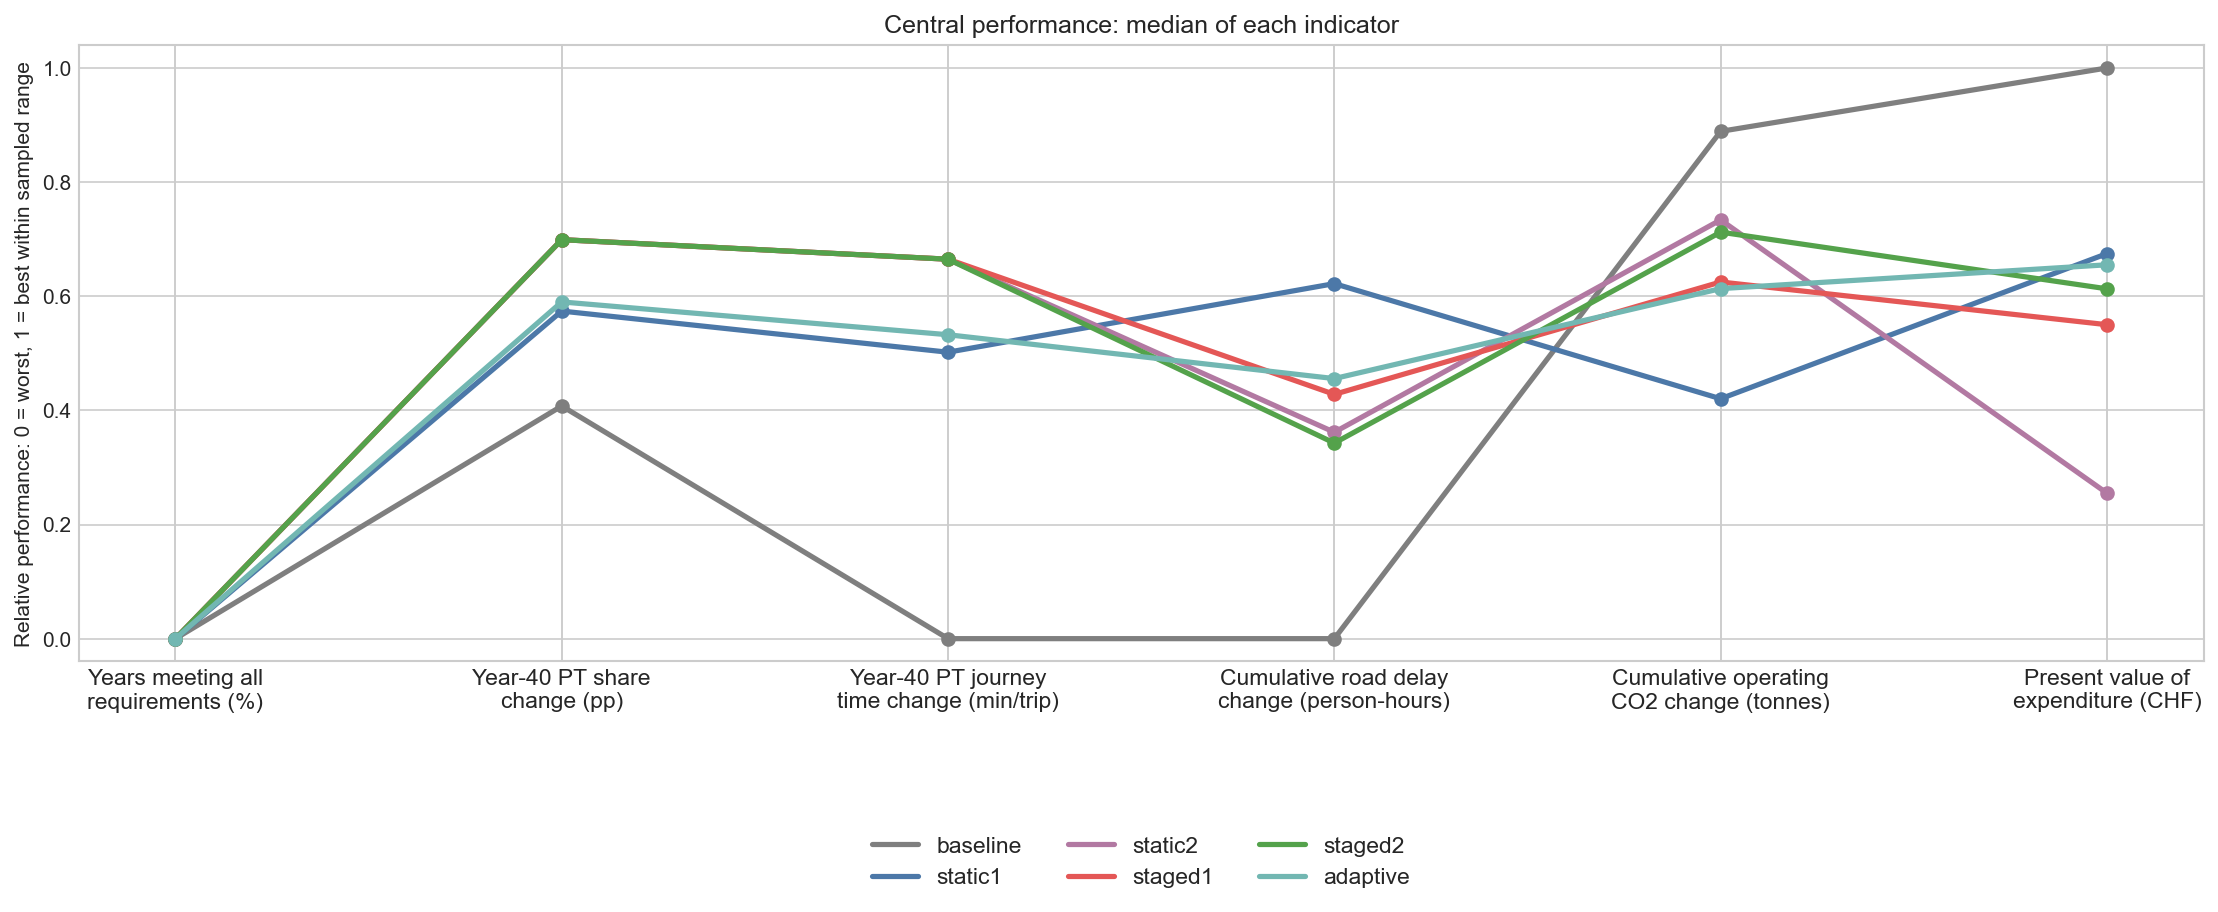 Central performance: median of each indicator
Relative performance: 0 = worst, 1 = best within sampled range
1.0
0.8
0.6
0.4
0.2
0.0
Years meeting all
requirements (%)
Year-40 PT share
change (pp)
Year-40 PT journey
time change (min/trip)
Cumulative road delay
change (person-hours)
Cumulative operating
CO2 change (tonnes)
Present value of
expenditure (CHF)
baseline
static1
static2
staged1
staged2
adaptive